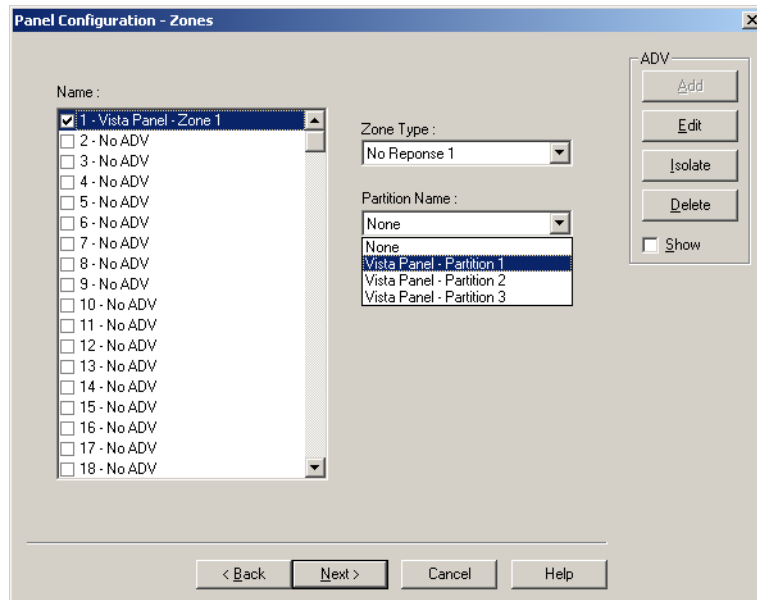 Panel Configuration - Zones
Name :
1 - Vista Panel - Zone 1
2 - No ADV
3 - No ADV
4 - No ADV
5 - No ADV
6 - No ADV
7 - No ADV
8 - No ADV
9 - No ADV
10 - No ADV
11 - No ADV
12 - No ADV
13 - No ADV
14 - No ADV
15 - No ADV
16 - No ADV
17 - No ADV
18 - No ADV
Zone Type :
No Reponse 1
Partition Name :
None
None
Vista Panel - Partition 1
Vista Panel - Partition 2
Vista Panel - Partition 3
ADV
Add
Edit
Isolate
Delete
Show
< Back
Next >
Cancel
Help